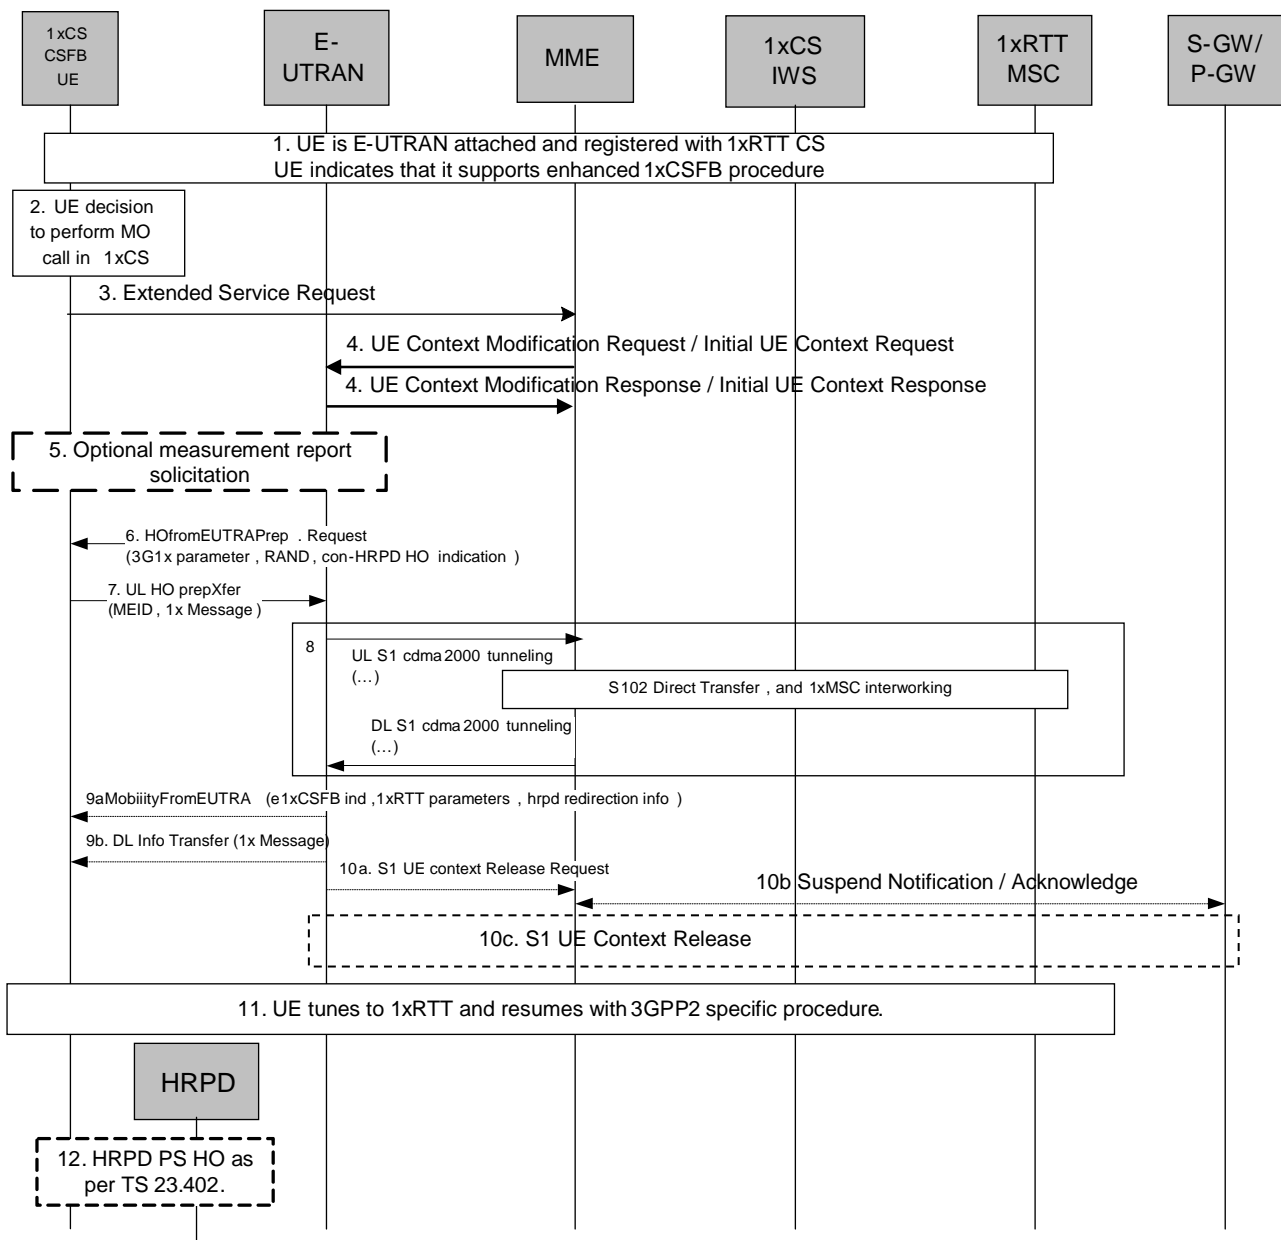 1xCS
CSFB
UE
E-
UTRAN
MME
1xCS
IWS
1xRTT
MSC
S-GW/
P-GW
1. UE is E-UTRAN attached and registered with 1xRTT CS
UE indicates that it supports enhanced 1xCSFB procedure
2. UE decision
to perform MO
call in 1xCS
3. Extended Service Request
4. UE Context Modification Request / Initial UE Context Request
4. UE Context Modification Response / Initial UE Context Response
5. Optional measurement report
solicitation
6. HOfromEUTRAPrep . Request
(3G1x parameter , RAND , con-HRPD HO indication )
7. UL HO prepXfer
(MEID , 1x Message )
8
UL S1 cdma 2000 tunneling
(...)
S102 Direct Transfer , and 1xMSC interworking
DL S1 cdma 2000 tunneling
(...)
9aMobiiityFromEUTRA (e1xCSFB ind ,1xRTT parameters , hrpd redirection info )
9b. DL Info Transfer (1x Message)
10a. S1 UE context Release Request
10b Suspend Notification / Acknowledge
10c. S1 UE Context Release
11. UE tunes to 1xRTT and resumes with 3GPP2 specific procedure.
HRPD
12. HRPD PS HO as
per TS 23.402.